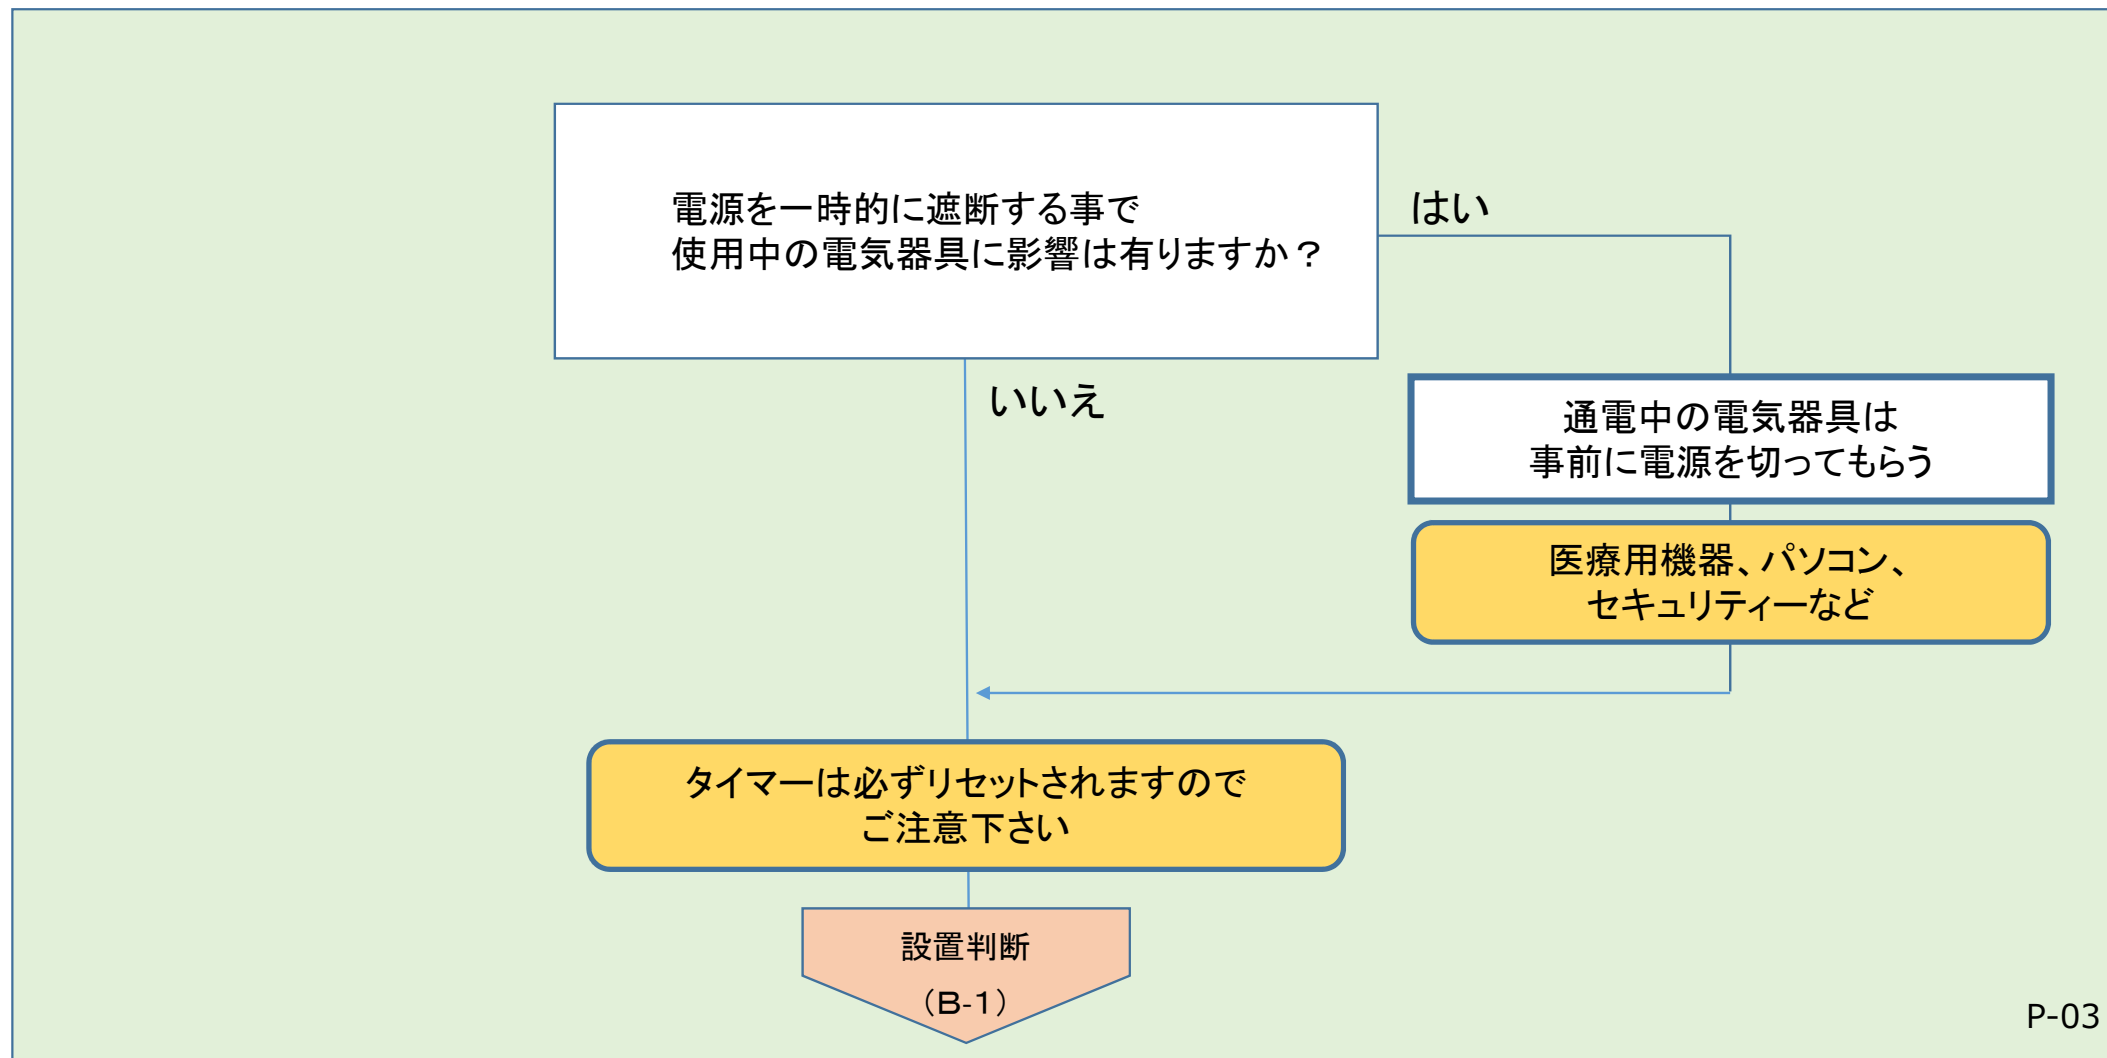 電源を一時的に遮断する事で
使用中の電気器具に影響は有りますか？
はい
いいえ
通電中の電気器具は
事前に電源を切ってもらう
医療用機器、パソコン、
セキュリティーなど
タイマーは必ずリセットされますので
ご注意下さい
設置判断
（B-1）
P-03